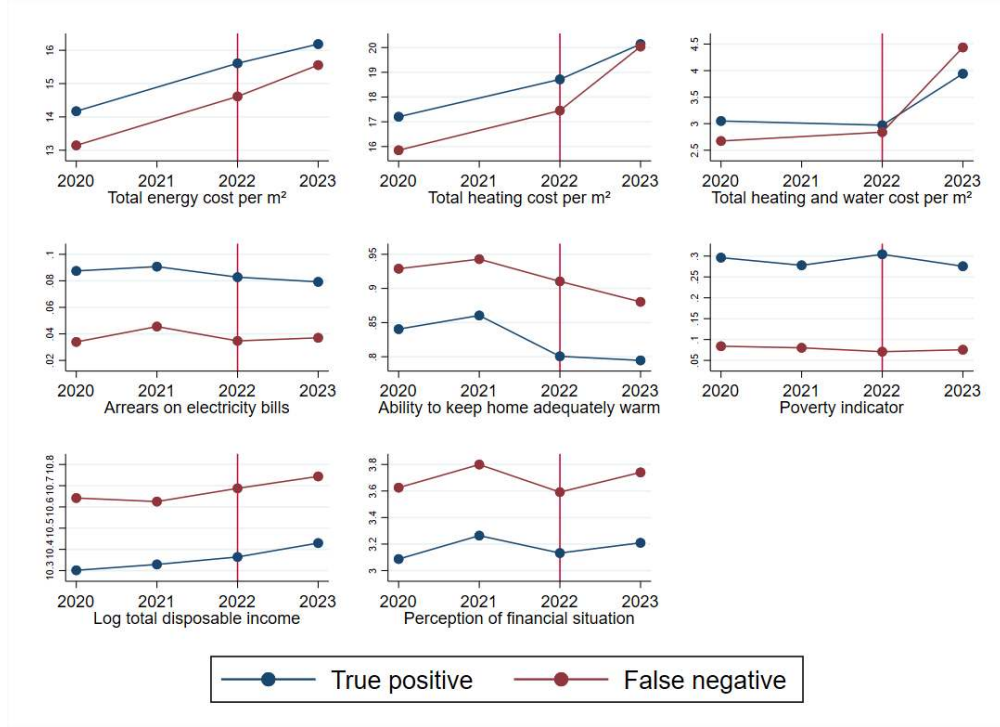 16
15
14
13
2020 2021 2022 2023
Total energy cost per m²
20
19
18
17
16
2020 2021 2022 2023
Total heating cost per m²
4.5
4
3.5
3
2.5
2020 2021 2022 2023
Total heating and water cost per m²
.1
.08
.06
.04
.02
2020 2021 2022 2023
Arrears on electricity bills
.95
.9
.85
.8
2020 2021 2022 2023
Ability to keep home adequately warm
.3
.25
.2
.15
.1
.05
2020 2021 2022 2023
Poverty indicator
10.8
10.7
10.6
10.5
10.4
10.3
2020 2021 2022 2023
Log total disposable income
3.8
3.6
3.4
3.2
3
2020 2021 2022 2023
Perception of financial situation
True positive False negative